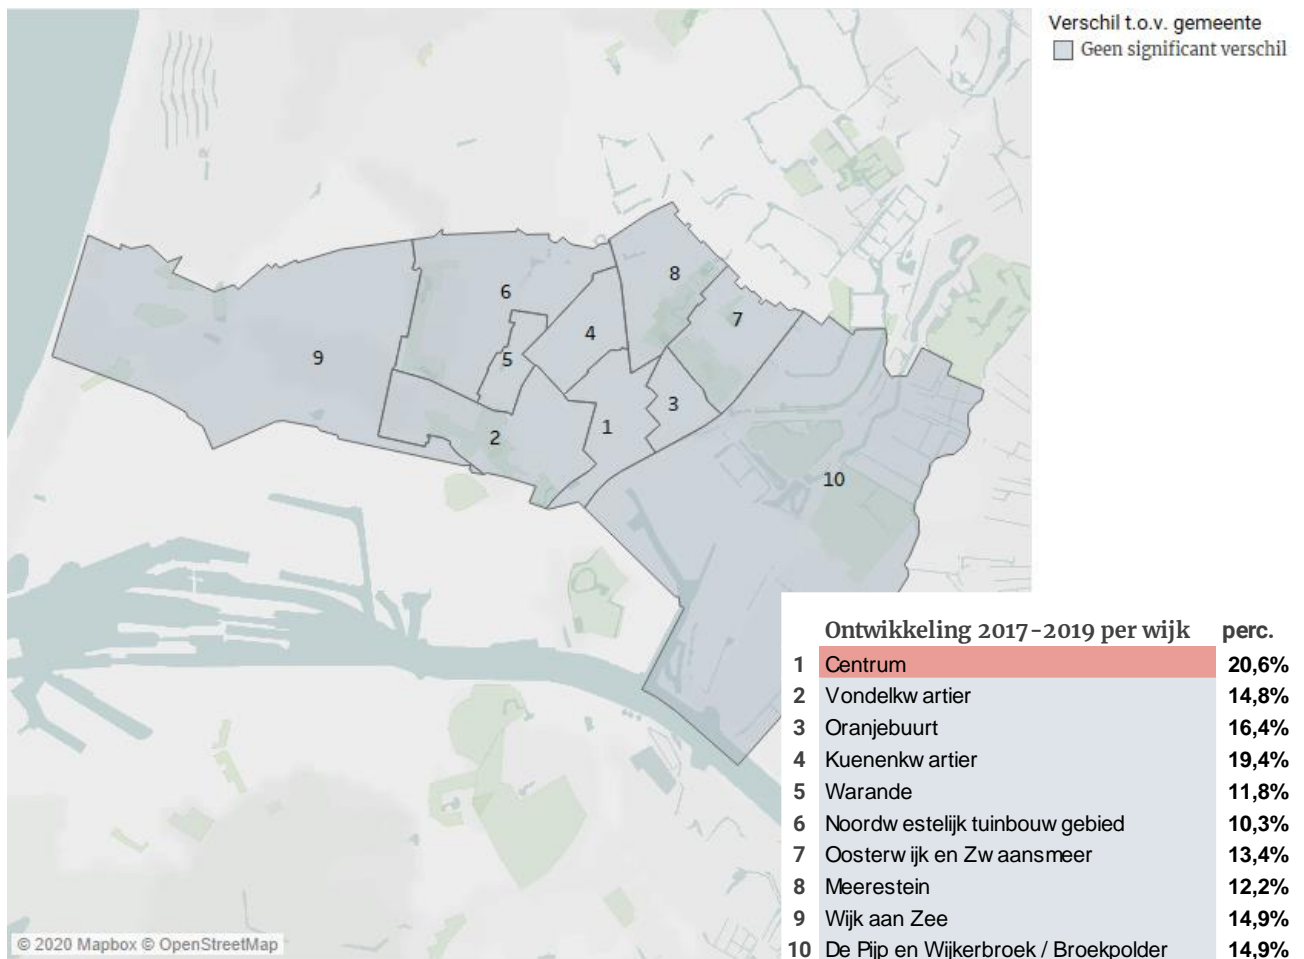 Verschil t.o.v. gemeente
Geen significant verschil
8
6
7
4
9
5
3
1
2
10
Ontwikkeling 2017-2019 per wijk perc.
1 Centrum 20,6%
2 Vondelkw artier 14,8%
3 Oranjebuurt 16,4%
4 Kuenenkw artier 19,4%
5 Warande 11,8%
6 Noordw estelijk tuinbouw gebied 10,3%
7 Oosterw ijk en Zw aansmeer 13,4%
8 Meerestein 12,2%
9 Wijk aan Zee 14,9%
10 De Pijp en Wijkerbroek / Broekpolder 14,9%
© 2020 Mapbox © OpenStreetMap